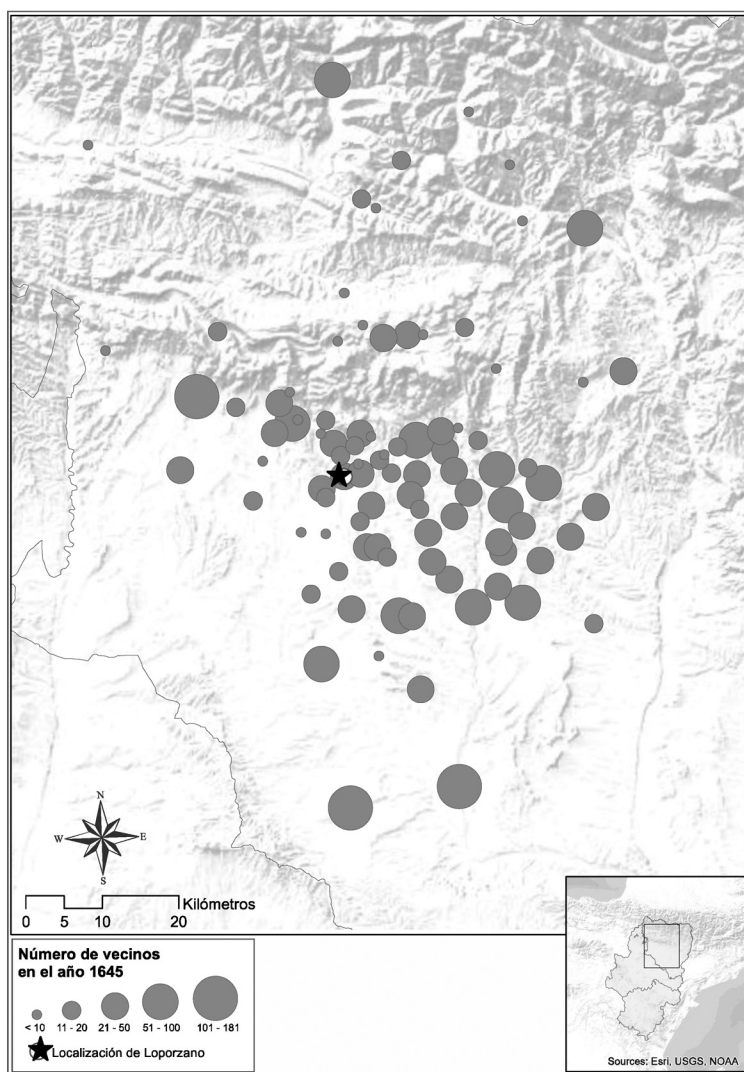 N
W E
S
0 5 10 20 Kilómetros
Número de vecinos
en el año 1645
< 10 11 - 20 21 - 50 51 - 100 101 - 181
Localización de Loporzano
Sources: Esri, USGS, NOAA